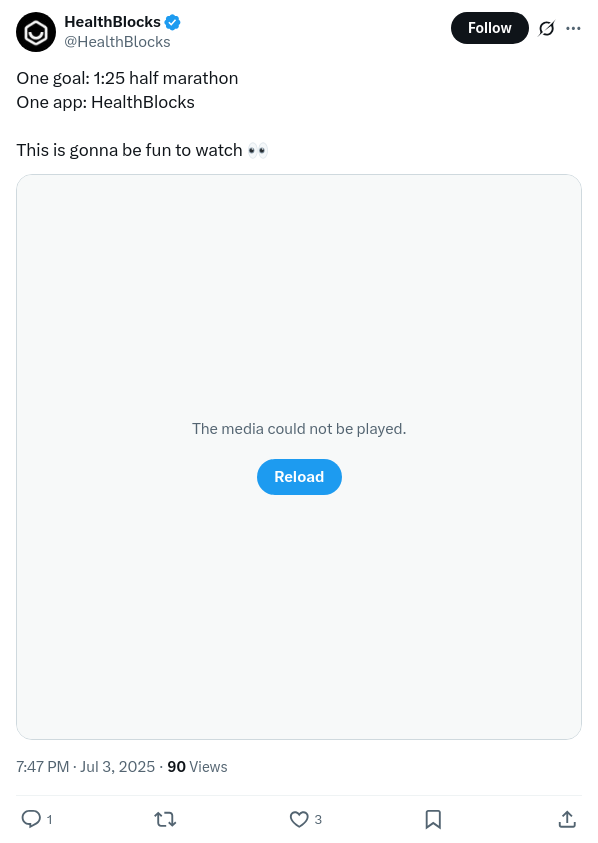 HealthBlocks
@HealthBlocks
Follow
One goal: 1:25 half marathon
One app: HealthBlocks
This is gonna be fun to watch 👀
The media could not be played.
Reload
7:47 PM · Jul 3, 2025 · 90 Views
1
3